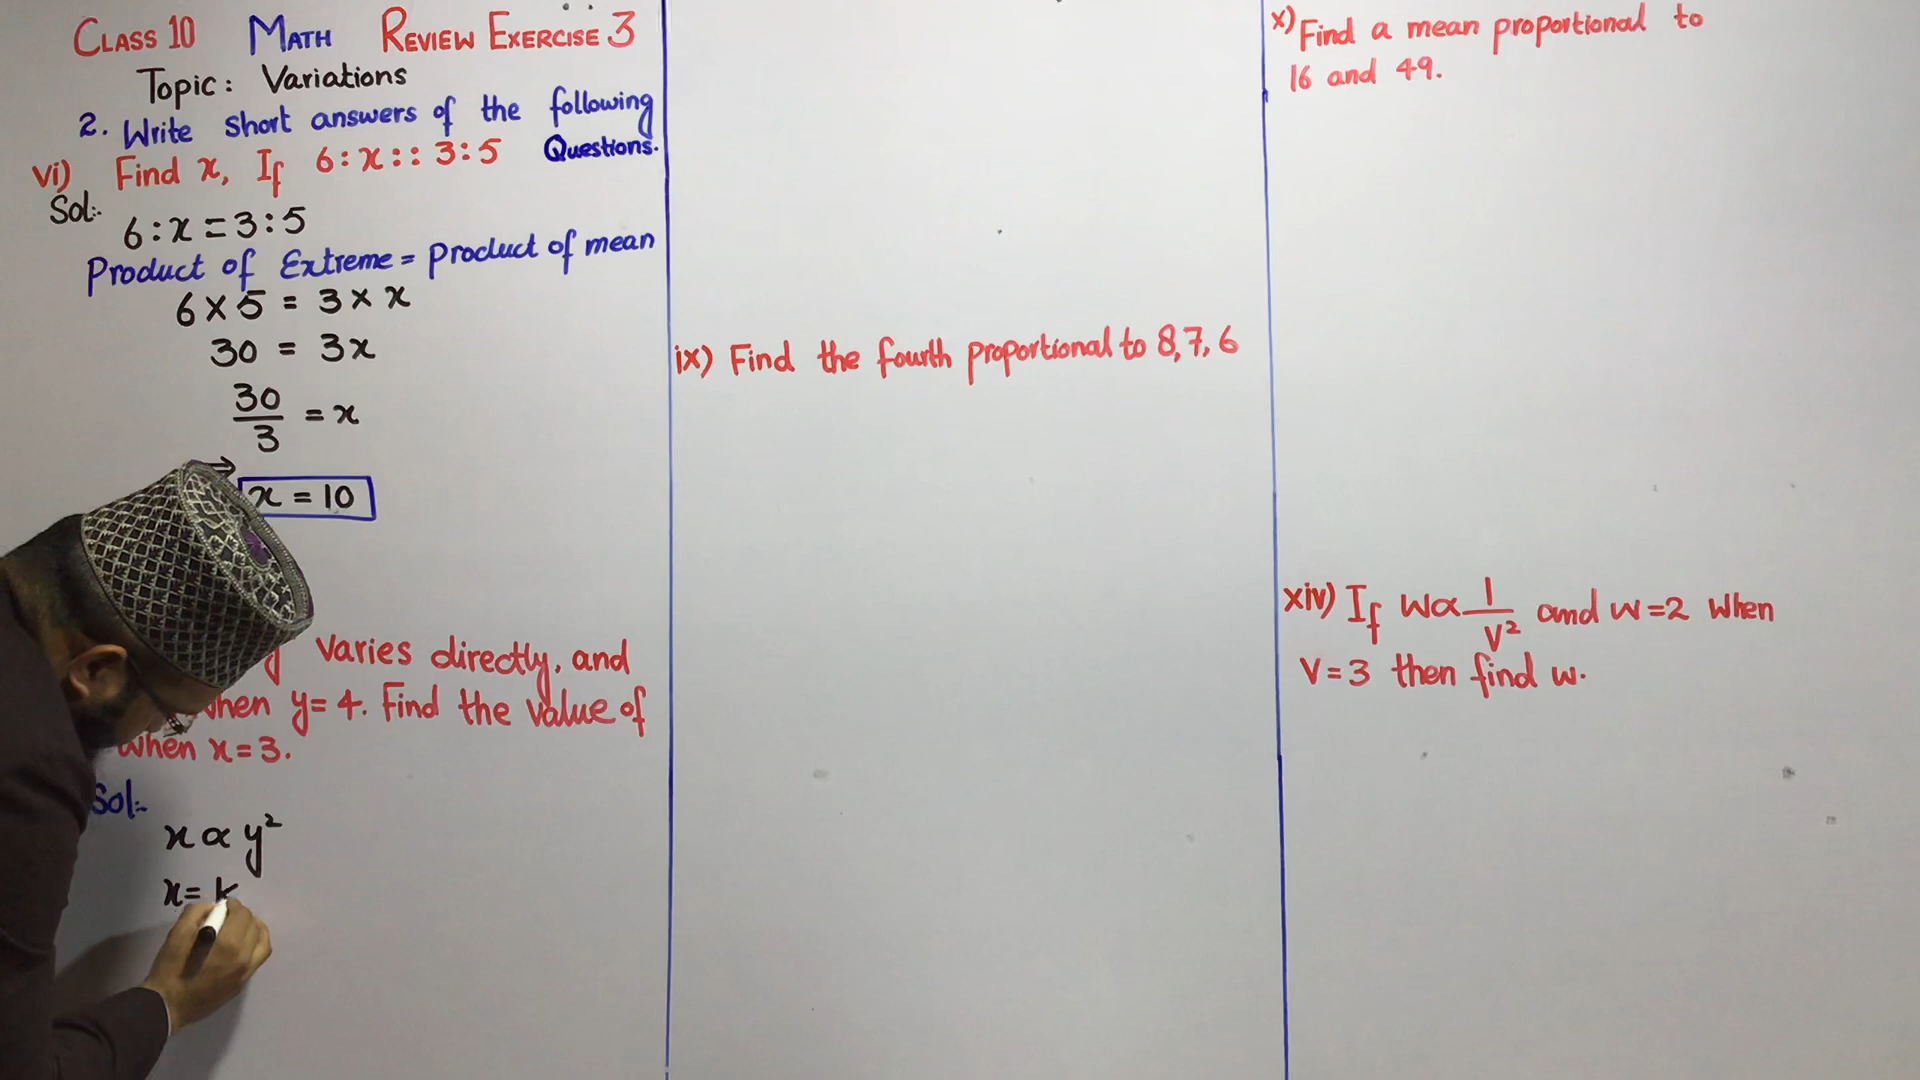 CLASS 10 MATH REVIEW EXERCISE 3
Topic: Variations
2. Write short answers of the following Questions.
vi) Find x, If 6:x::3:5
Sol:-
6:x=3:5
Product of Extreme = Product of mean
6×5 = 3×x
30 = 3x
30/3 = x
⇒ x = 10
varies directly, and
when y=4. Find the value of
when x=3.
Sol:-
x∝y²
x=k
ix) Find the fourth proportional to 8,7,6
x) Find a mean proportional to
16 and 49.
xiv) If w∝1/v² and w=2 when
v=3 then find w.